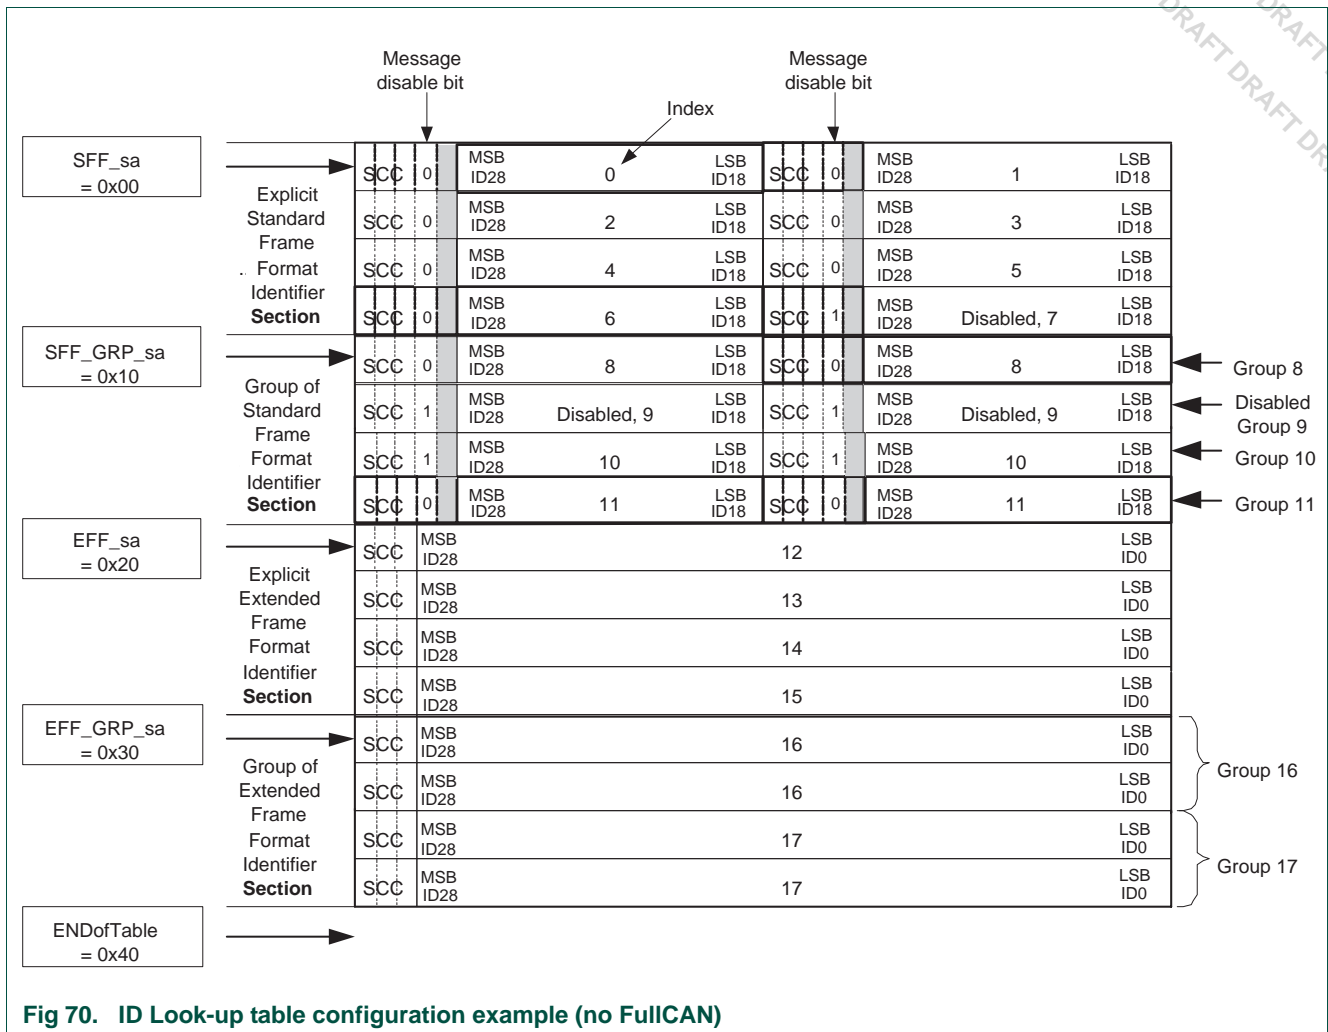 DRAFT DRAFT DRAFT DR
DRAFT DRAFT
Message
disable bit
Message
disable bit
Index
SFF_sa
= 0x00
Explicit
Standard
Frame
.. Format
Identifier
Section
SCC 0 MSB ID28 0 LSB ID18 SCC 0 MSB ID28 1 LSB ID18
SCC 0 MSB ID28 2 LSB ID18 SCC 0 MSB ID28 3 LSB ID18
SCC 0 MSB ID28 4 LSB ID18 SCC 0 MSB ID28 5 LSB ID18
SCC 0 MSB ID28 6 LSB ID18 SCC 1 MSB ID28 Disabled, 7 LSB ID18
SFF_GRP_sa
= 0x10
Group of
Standard
Frame
Format
Identifier
Section
SCC 0 MSB ID28 8 LSB ID18 SCC 0 MSB ID28 8 LSB ID18 Group 8
SCC 1 MSB ID28 Disabled, 9 LSB ID18 SCC 1 MSB ID28 Disabled, 9 LSB ID18 Disabled Group 9
SCC 1 MSB ID28 10 LSB ID18 SCC 1 MSB ID28 10 LSB ID18 Group 10
SCC 0 MSB ID28 11 LSB ID18 SCC 0 MSB ID28 11 LSB ID18 Group 11
EFF_sa
= 0x20
Explicit
Extended
Frame
Format
Identifier
Section
SCC MSB ID28 12 LSB ID0
SCC MSB ID28 13 LSB ID0
SCC MSB ID28 14 LSB ID0
SCC MSB ID28 15 LSB ID0
EFF_GRP_sa
= 0x30
Group of
Extended
Frame
Format
Identifier
Section
SCC MSB ID28 16 LSB ID0
SCC MSB ID28 16 LSB ID0
Group 16
SCC MSB ID28 17 LSB ID0
SCC MSB ID28 17 LSB ID0
Group 17
ENDofTable
= 0x40
Fig 70. ID Look-up table configuration example (no FullCAN)